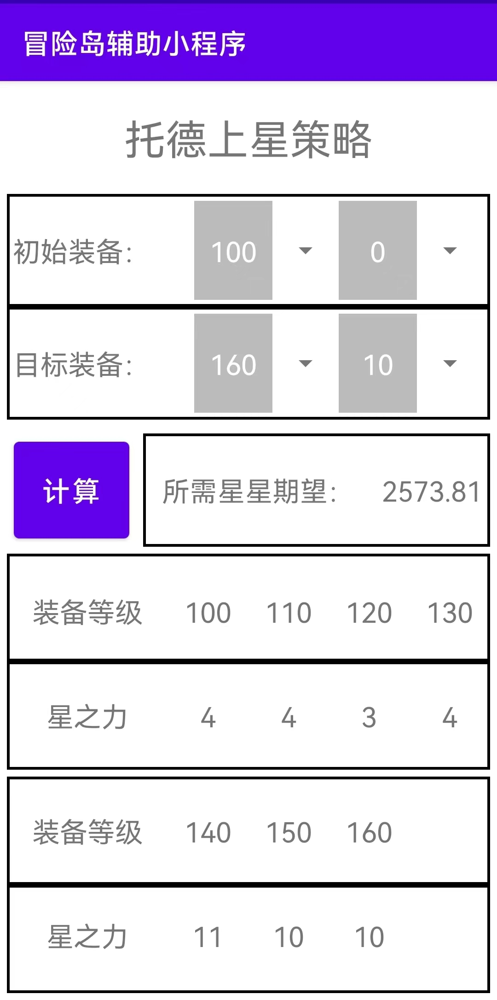 冒险岛辅助小程序
托德上星策略
初始装备： 100 0
目标装备： 160 10
计算 所需星星期望： 2573.81
装备等级 100 110 120 130
星之力 4 4 3 4
装备等级 140 150 160
星之力 11 10 10